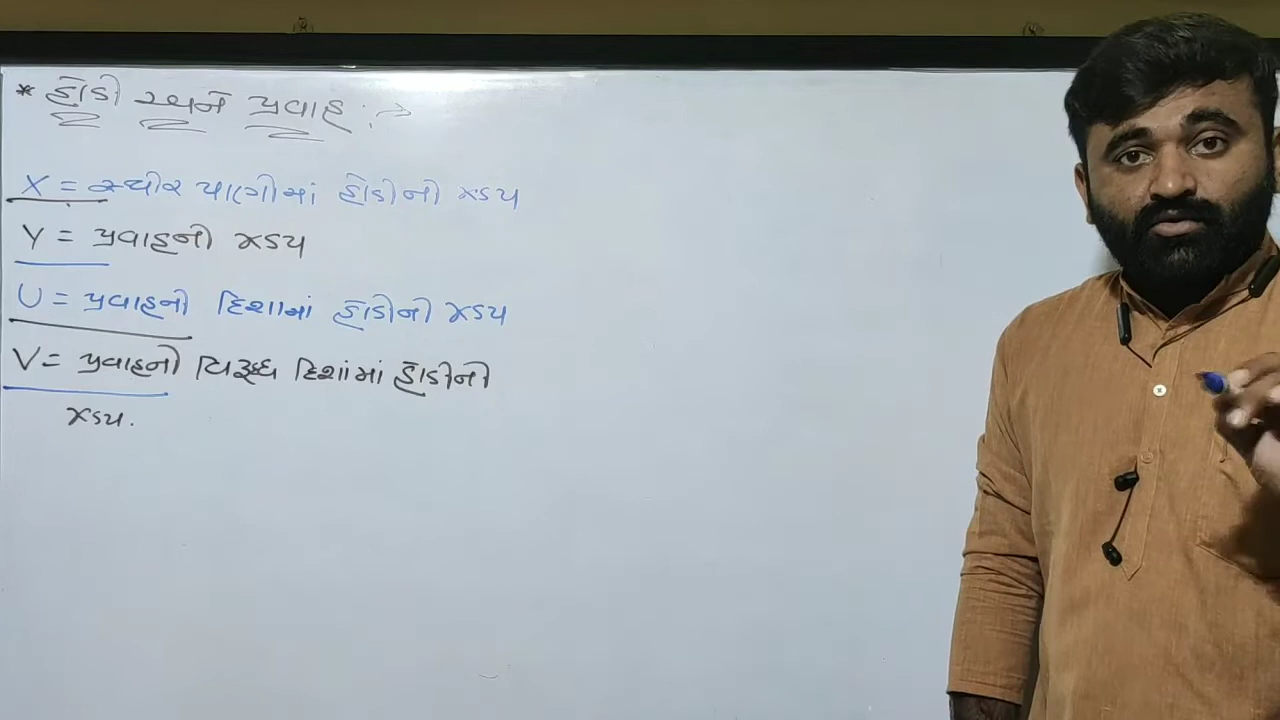 * હોડી અને પ્રવાહ :->
X = સ્થીર પાણીમાં હોડીની ઝડપ
Y = પ્રવાહની ઝડપ
U = પ્રવાહની દિશામાં હોડીની ઝડપ
V = પ્રવાહની વિરૂધ્ધ દિશાંમાં હોડીની
ઝડપ.